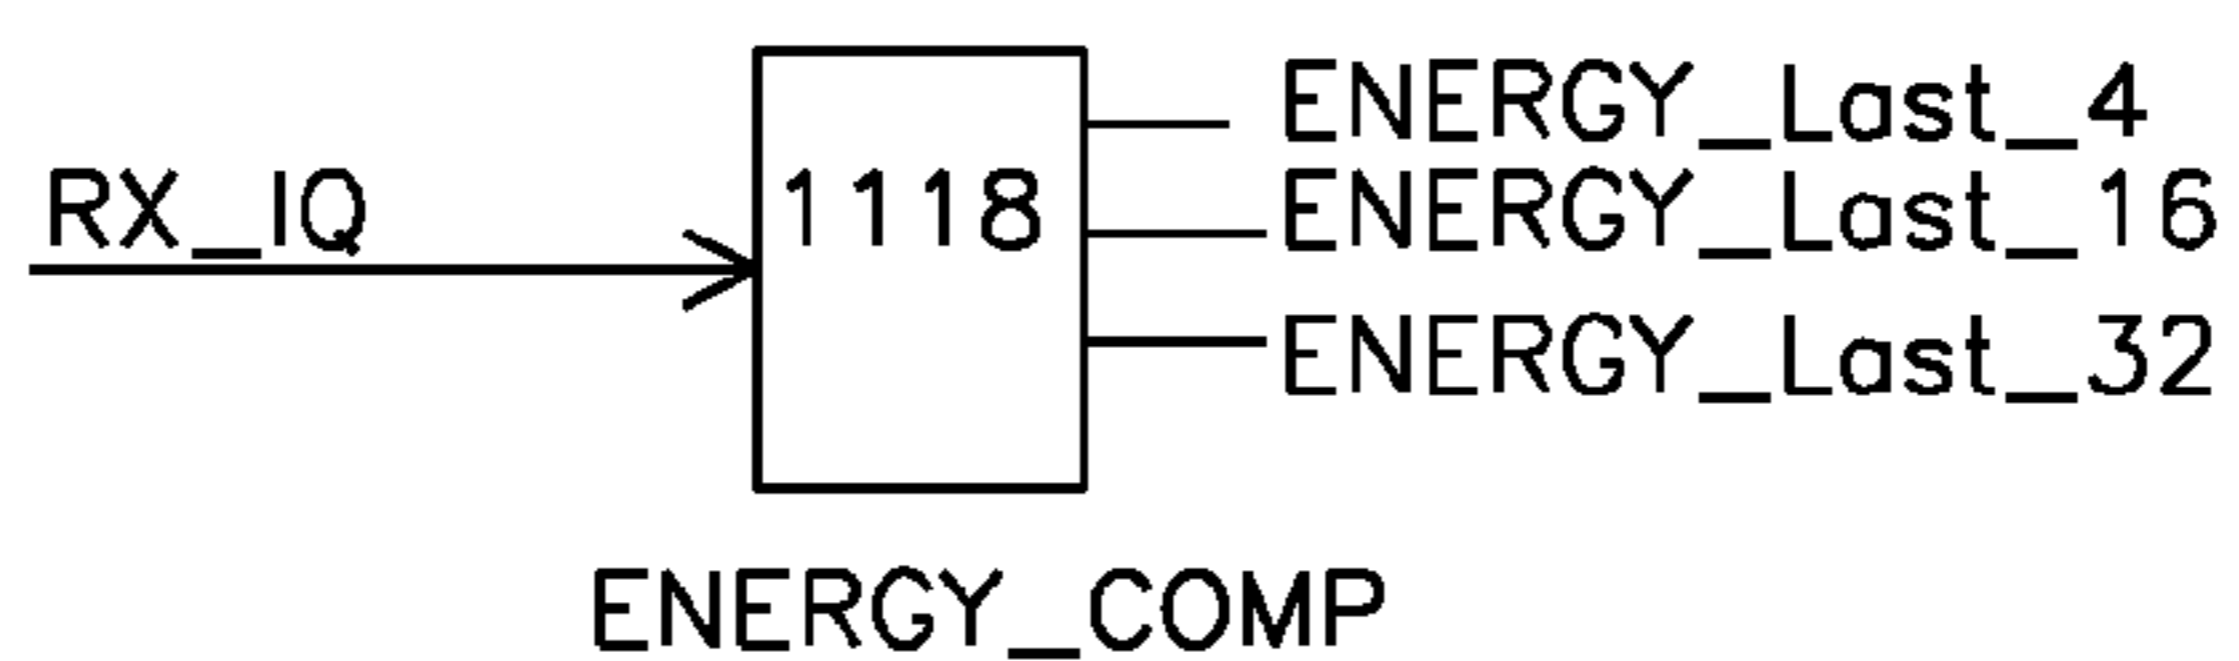 ENERGY_Last_4
RX_IQ
1118
ENERGY_Last_16
ENERGY_Last_32
ENERGY_COMP